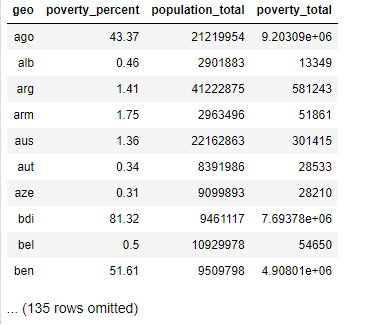 geo poverty_percent population_total poverty_total
ago 43.37 21219954 9.20309e+06
alb 0.46 2901883 13349
arg 1.41 41222875 581243
arm 1.75 2963496 51861
aus 1.36 22162863 301415
aut 0.34 8391986 28533
aze 0.31 9099893 28210
bdi 81.32 9461117 7.69378e+06
bel 0.5 10929978 54650
ben 51.61 9509798 4.90801e+06
... (135 rows omitted)